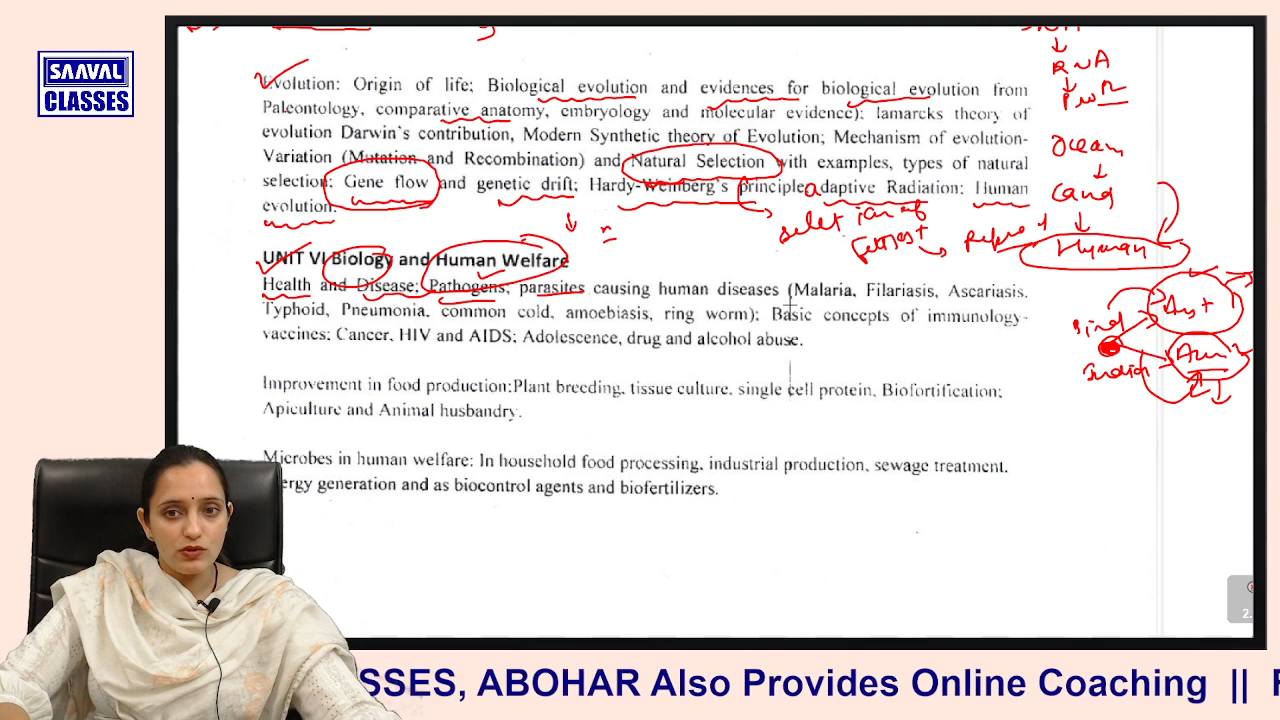 SAAVAL
CLASSES
Evolution: Origin of life; Biological evolution and evidences for biological evolution from
Paleontology, comparative anatomy, embryology and molecular evidence); lamarcks theory of
evolution Darwin's contribution, Modern Synthetic theory of Evolution; Mechanism of evolution-
Variation (Mutation and Recombination) and Natural Selection with examples, types of natural
selection; Gene flow and genetic drift; Hardy-Weinberg's principle adaptive Radiation; Human
evolution.
UNIT VI Biology and Human Welfare
Health and Disease; Pathogens, parasites causing human diseases (Malaria, Filariasis, Ascariasis,
Typhoid, Pneumonia, common cold, amoebiasis, ring worm); Basic concepts of immunology-
vaccines; Cancer, HIV and AIDS; Adolescence, drug and alcohol abuse.
Improvement in food production:Plant breeding, tissue culture, single cell protein, Biofortification;
Apiculture and Animal husbandry.
Microbes in human welfare: In household food processing, industrial production, sewage treatment,
energy generation and as biocontrol agents and biofertilizers.
RNA
Ocean
Land
Human
2.
SSES, ABOHAR Also Provides Online Coaching ||